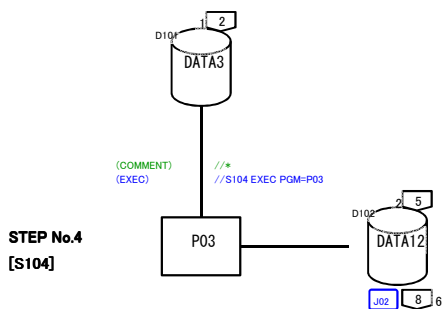 1 2
D101
DATA3
(COMMENT) //*
(EXEC) //S104 EXEC PGM=P03
2 5
D102
STEP No.4
P03
DATA12
[S104]
J02 8 6